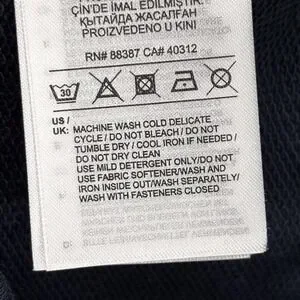 ÇİN'DE İMAL EDİLMİŞTİR.
ҚЫТАЙДА ЖАСАЛҒАН
PROIZVEDENO U KINI
RN# 88387 CA# 40312
30
US /
UK: MACHINE WASH COLD DELICATE
CYCLE / DO NOT BLEACH / DO NOT
TUMBLE DRY / COOL IRON IF NEEDED /
DO NOT DRY CLEAN
USE MILD DETERGENT ONLY/DO NOT
USE FABRIC SOFTENER/WASH AND
IRON INSIDE OUT/WASH SEPARATELY/
WASH WITH FASTENERS CLOSED